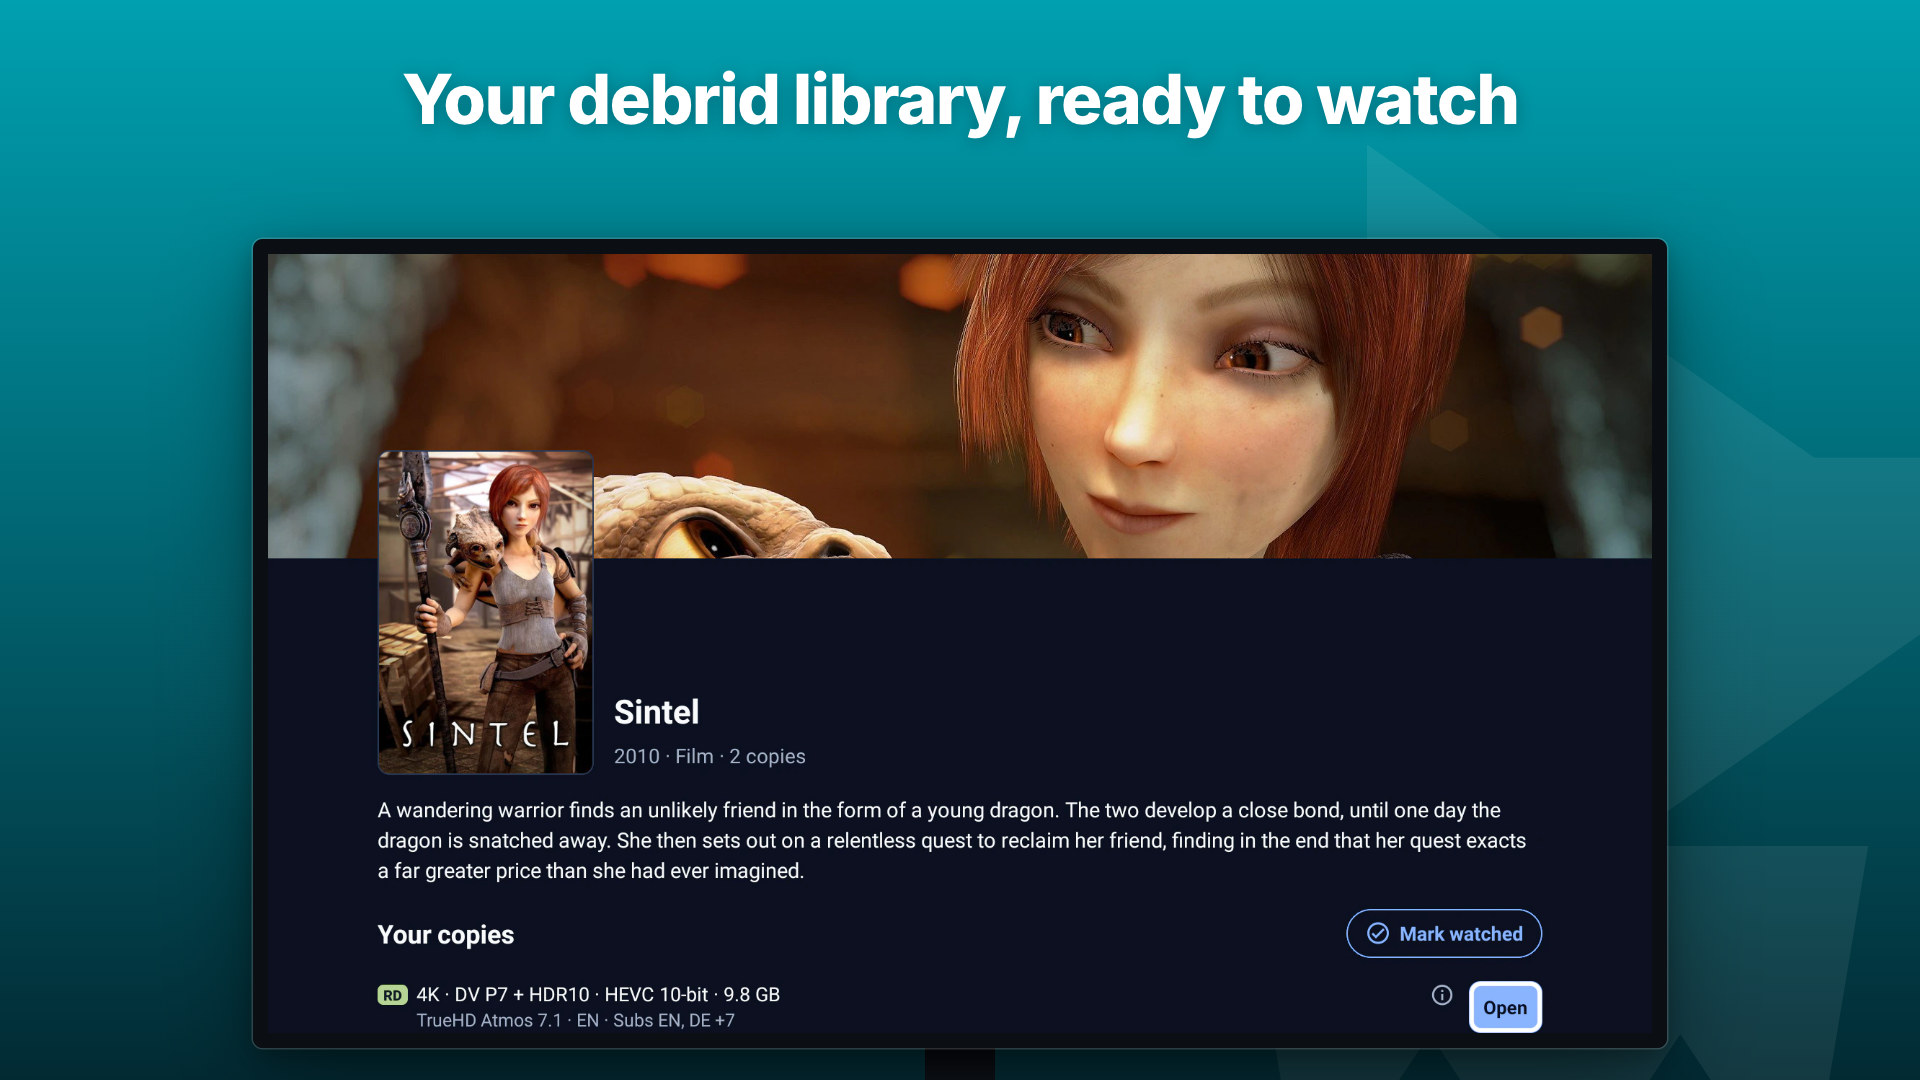 Your debrid library, ready to watch
SINTEL
Sintel
2010 · Film · 2 copies
A wandering warrior finds an unlikely friend in the form of a young dragon. The two develop a close bond, until one day the
dragon is snatched away. She then sets out on a relentless quest to reclaim her friend, finding in the end that her quest exacts
a far greater price than she had ever imagined.
Your copies
Mark watched
RD 4K · DV P7 + HDR10 · HEVC 10-bit · 9.8 GB
TrueHD Atmos 7.1 · EN · Subs EN, DE +7
Open